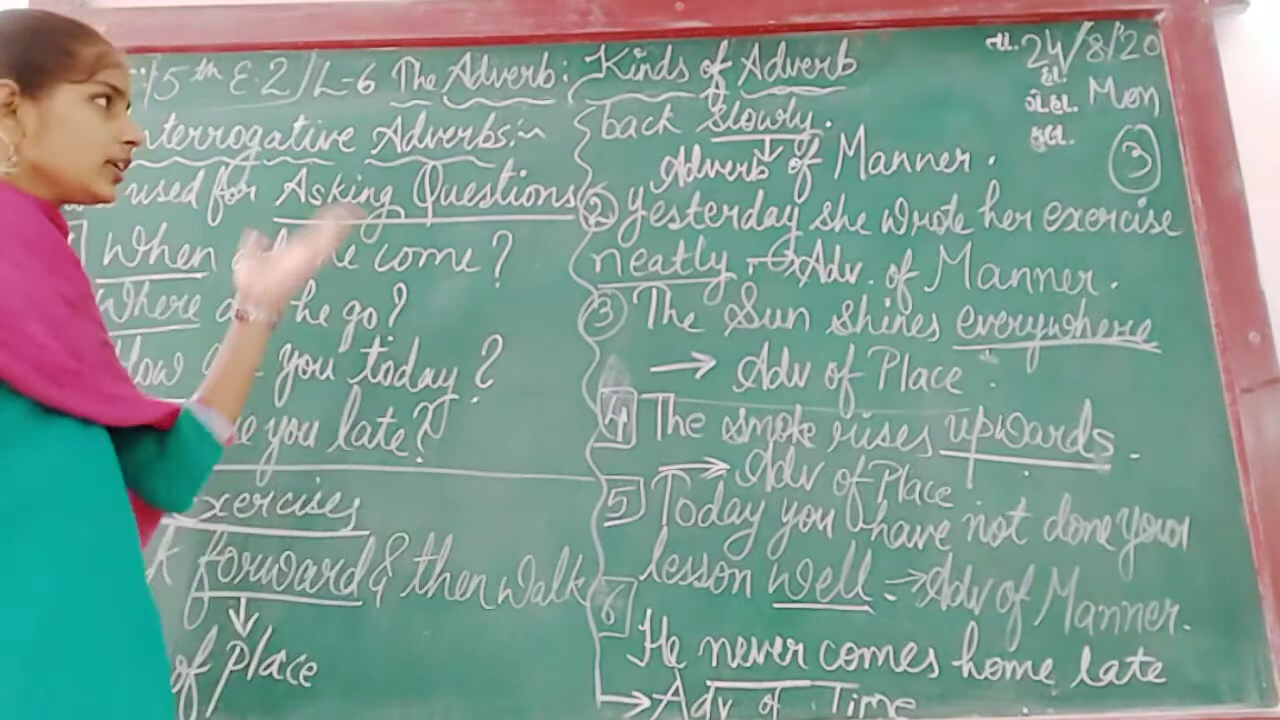 5th E.2/L-6 The Adverb: Kinds of Adverb
તા. 24/8/20
Mon
3
Interrogative Adverbs:~
used for Asking Questions
When come?
Where he go?
How you today?
you late?
Exercises
forward & then walk
of Place
back slowly.
Adverb of Manner.
2 Yesterday she wrote her exercise
neatly. → Adv. of Manner.
3 The Sun shines everywhere
→ Adv of Place.
4 The smoke rises upwards.
→ Adv of Place
5 Today you have not done your
lesson well → Adv of Manner.
6
He never comes home late
→ Adv of Time